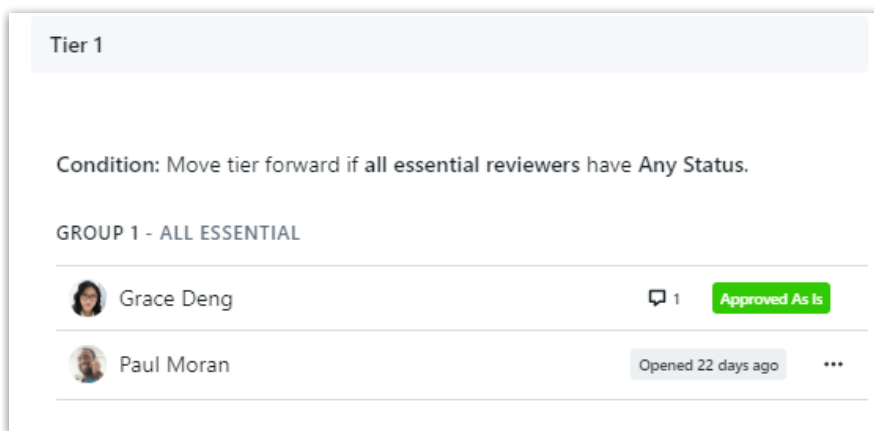 Tier 1
Condition: Move tier forward if all essential reviewers have Any Status.
GROUP 1 - ALL ESSENTIAL
Grace Deng 1 Approved As Is
Paul Moran Opened 22 days ago ...